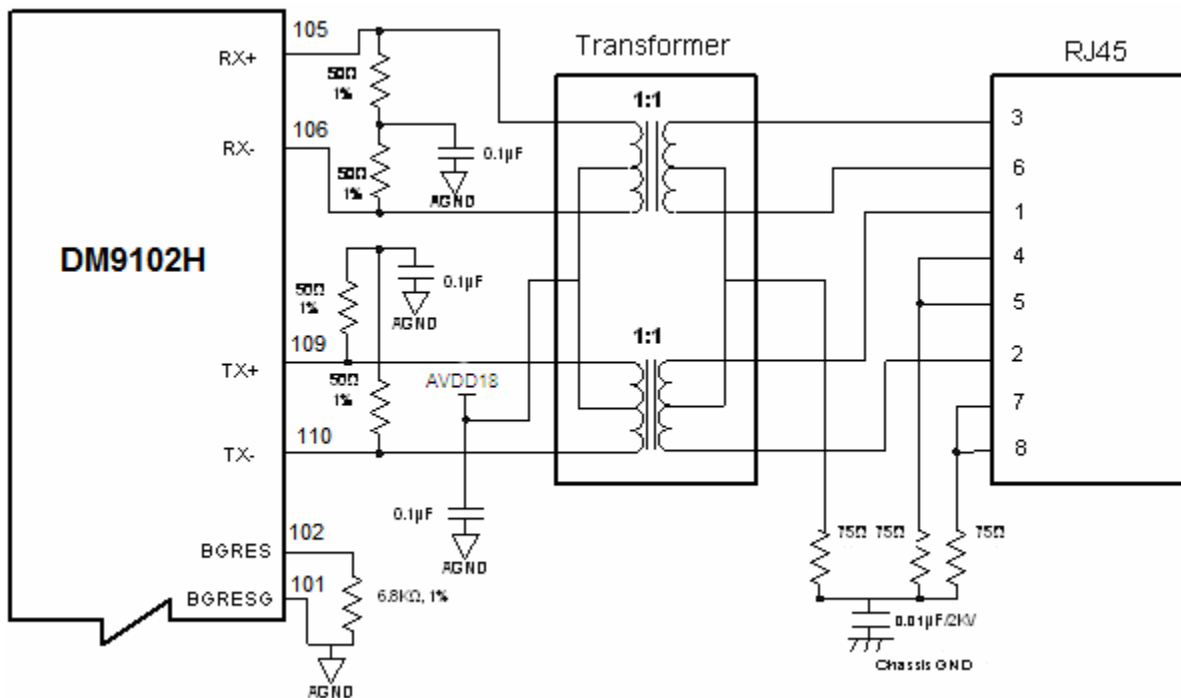 Transformer
RJ45
DM9102H
RX+
105
50Ω
1%
RX-
106
50Ω
1%
0.1µF
AGND
50Ω
1%
0.1µF
AGND
TX+
109
50Ω
1%
AVDD18
TX-
110
0.1µF
AGND
BGRES
102
BGRESG
101
6.8KΩ, 1%
AGND
1:1
1:1
3
6
1
4
5
2
7
8
75Ω
75Ω
75Ω
0.01µF/2KV
Chassis GND